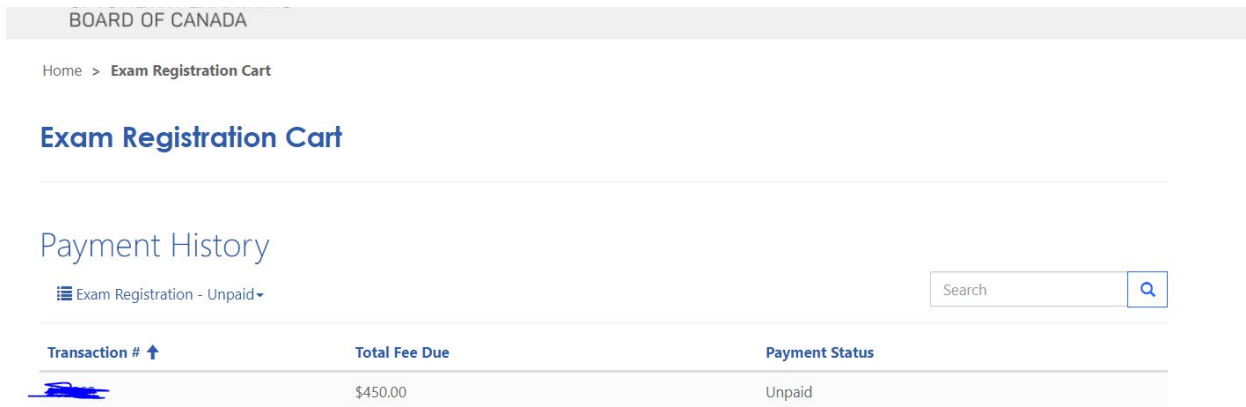 BOARD OF CANADA
Home > Exam Registration Cart
Exam Registration Cart
Payment History
Exam Registration - Unpaid
Search
Transaction # Total Fee Due Payment Status
$450.00 Unpaid